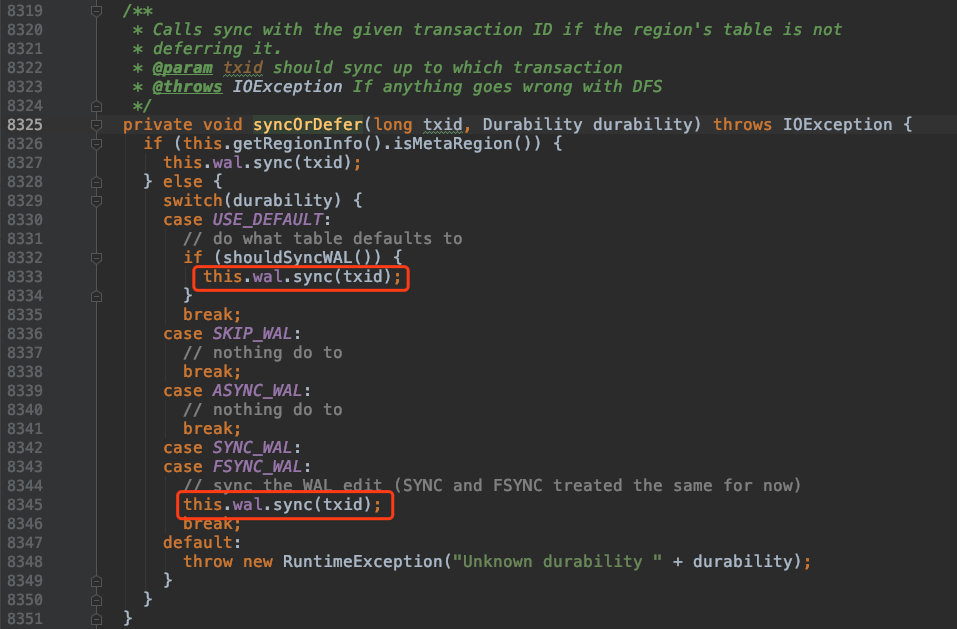 8319 /**
8320 * Calls sync with the given transaction ID if the region's table is not
8321 * deferring it.
8322 * @param txid should sync up to which transaction
8323 * @throws IOException If anything goes wrong with DFS
8324 */
8325 private void syncOrDefer(long txid, Durability durability) throws IOException {
8326 if (this.getRegionInfo().isMetaRegion()) {
8327 this.wal.sync(txid);
8328 } else {
8329 switch(durability) {
8330 case USE_DEFAULT:
8331 // do what table defaults to
8332 if (shouldSyncWAL()) {
8333 this.wal.sync(txid);
8334 }
8335 break;
8336 case SKIP_WAL:
8337 // nothing do to
8338 break;
8339 case ASYNC_WAL:
8340 // nothing do to
8341 break;
8342 case SYNC_WAL:
8343 case FSYNC_WAL:
8344 // sync the WAL edit (SYNC and FSYNC treated the same for now)
8345 this.wal.sync(txid);
8346 break;
8347 default:
8348 throw new RuntimeException("Unknown durability " + durability);
8349 }
8350 }
8351 }